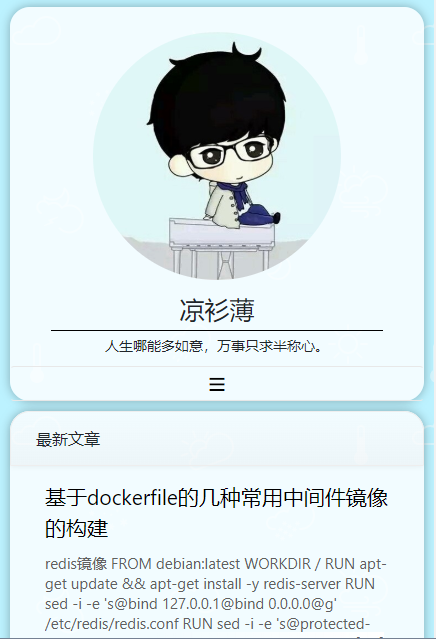 凉衫薄
人生哪能多如意，万事只求半称心。
最新文章
基于dockerfile的几种常用中间件镜像
的构建
redis镜像 FROM debian:latest WORKDIR / RUN apt-
get update && apt-get install -y redis-server RUN
sed -i -e 's@bind 127.0.0.1@bind 0.0.0.0@g'
/etc/redis/redis.conf RUN sed -i -e 's@protected-